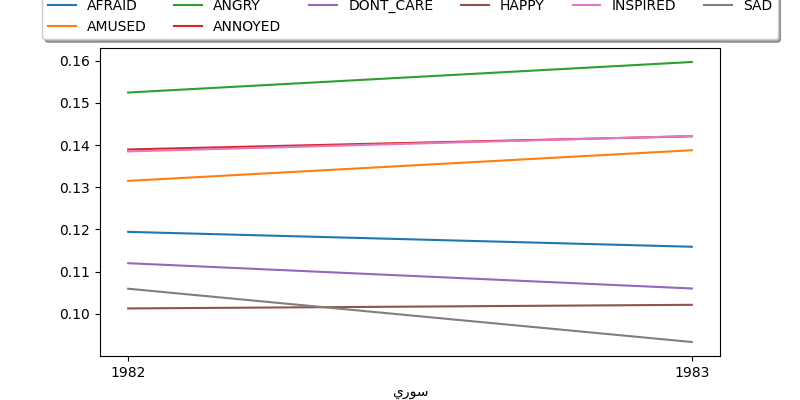 AFRAID ANGRY DONT_CARE HAPPY INSPIRED SAD
AMUSED ANNOYED
0.16
0.15
0.14
0.13
0.12
0.11
0.10
1982 1983
سوري